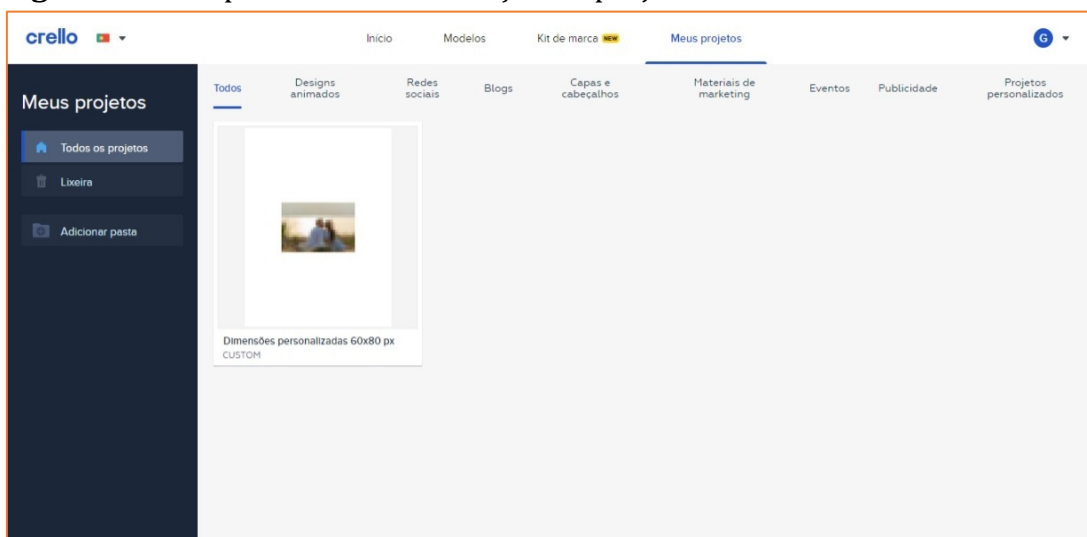 crello
Início
Modelos
Kit de marca NEW
Meus projetos
G
Meus projetos
Todos os projetos
Lixeira
Adicionar pasta
Todos
Designs
animados
Redes
sociais
Blogs
Capas e
cabeçalhos
Materiais de
marketing
Eventos
Publicidade
Projetos
personalizados
Dimensões personalizadas 60x80 px
CUSTOM